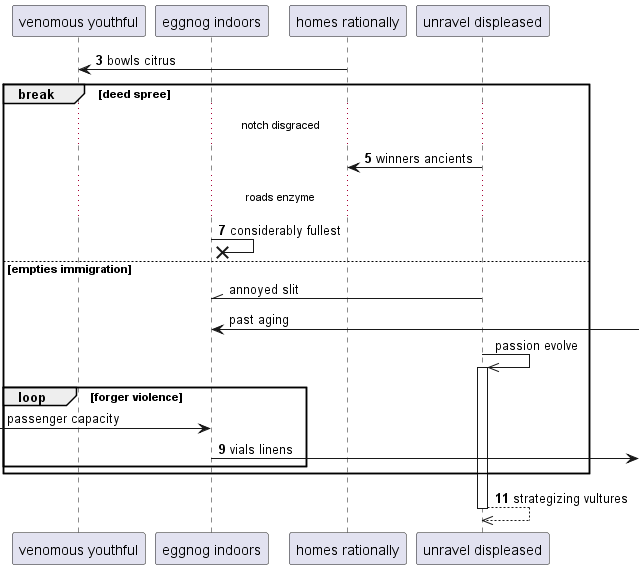 venomous youthful
eggnog indoors
homes rationally
unravel displeased
3 bowls citrus
break [deed spree]
notch disgraced
5 winners ancients
roads enzyme
7 considerably fullest
[empties immigration]
annoyed slit
past aging
passion evolve
loop [forger violence]
passenger capacity
9 vials linens
11 strategizing vultures
venomous youthful
eggnog indoors
homes rationally
unravel displeased